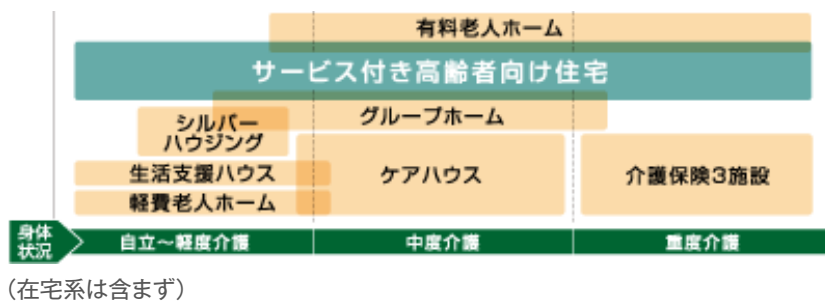 有料老人ホーム
サービス付き高齢者向け住宅
シルバー
ハウジング
グループホーム
生活支援ハウス
ケアハウス
介護保険3施設
軽費老人ホーム
身体
状況
自立～軽度介護
中度介護
重度介護
（在宅系は含まず）